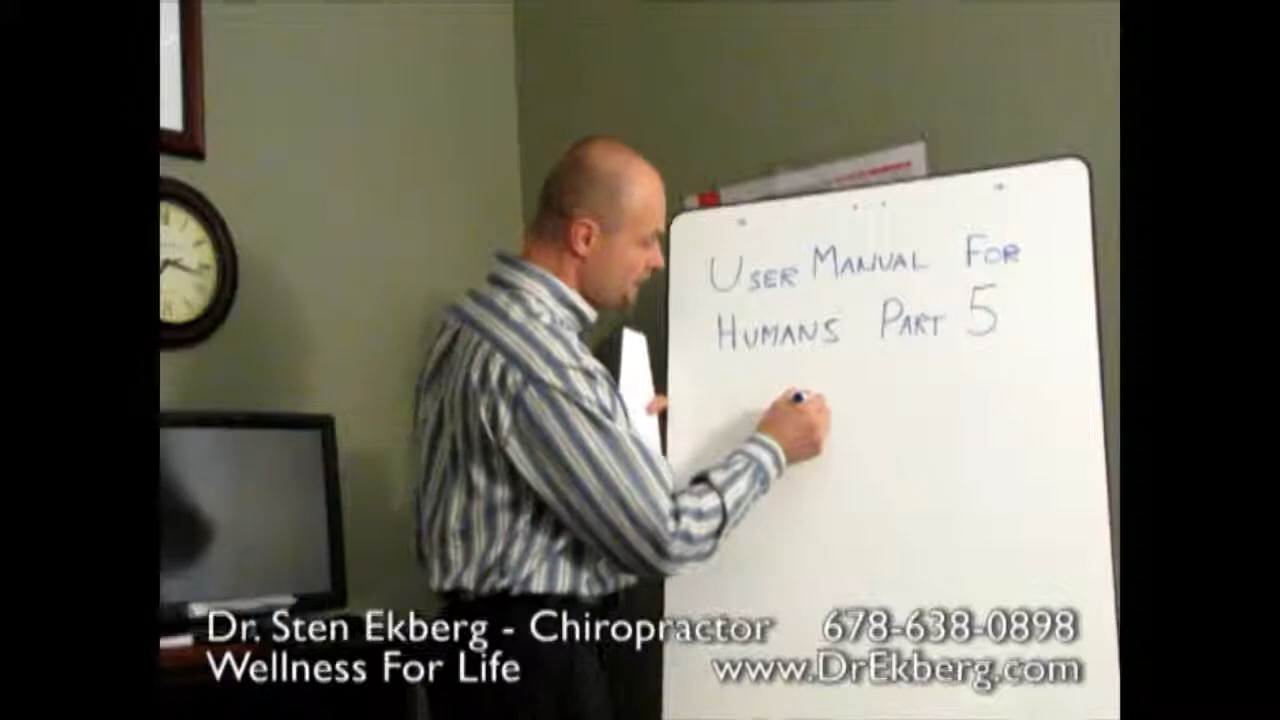 USER MANUAL FOR
HUMANS PART 5
Dr. Sten Ekberg - Chiropractor 678-638-0898
Wellness For Life www.DrEkberg.com